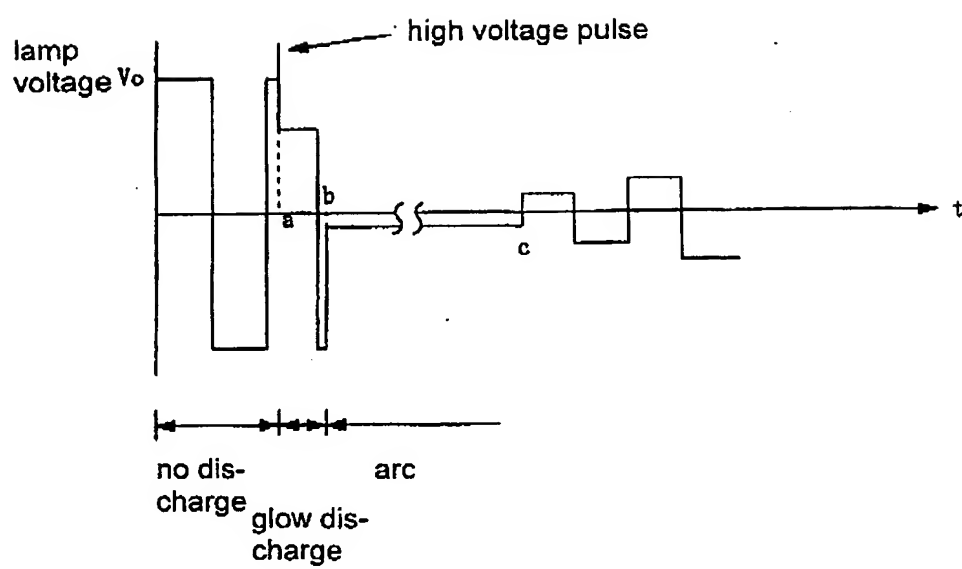 high voltage pulse
lamp
voltage Vo
b
a
t
c
no dis-
charge
arc
glow dis-
charge